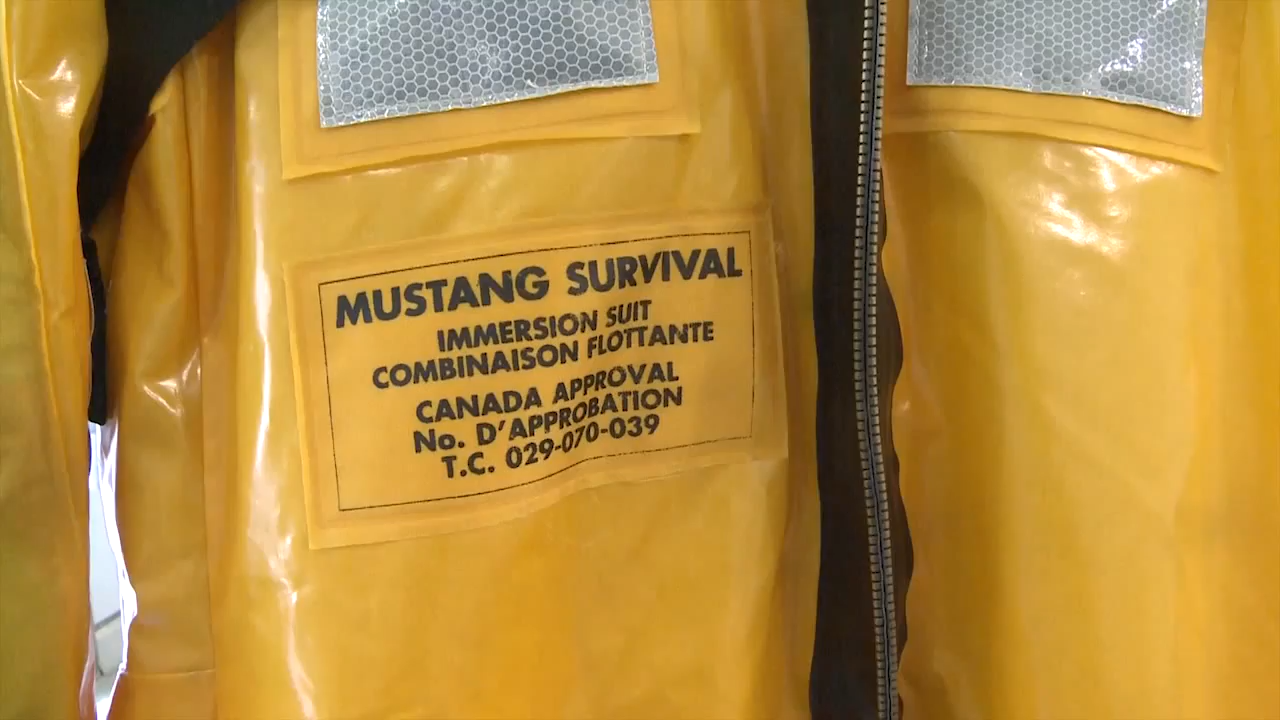 MUSTANG SURVIVAL
IMMERSION SUIT
COMBINAISON FLOTTANTE
CANADA APPROVAL
No. D'APPROBATION
T.C. 029-070-039